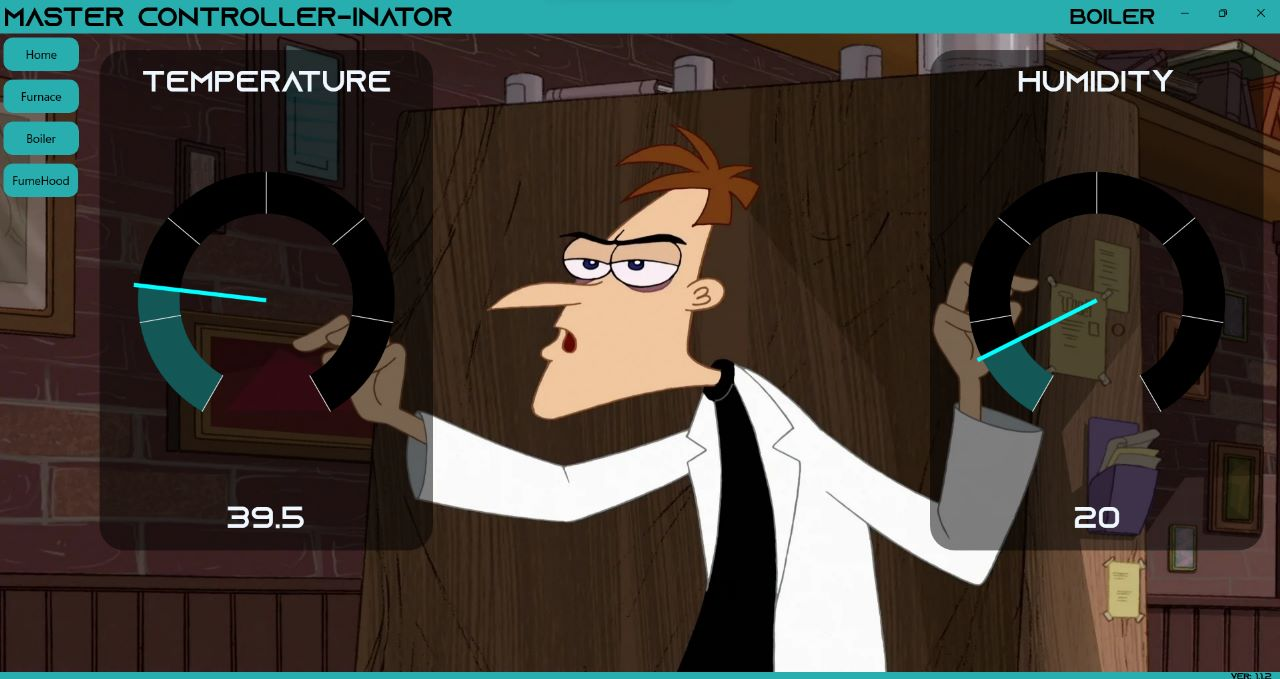 MASTER CONTROLLER-INATOR
BOILER
Home
Furnace
Boiler
FumeHood
TEMPERATURE
39.5
HUMIDITY
20